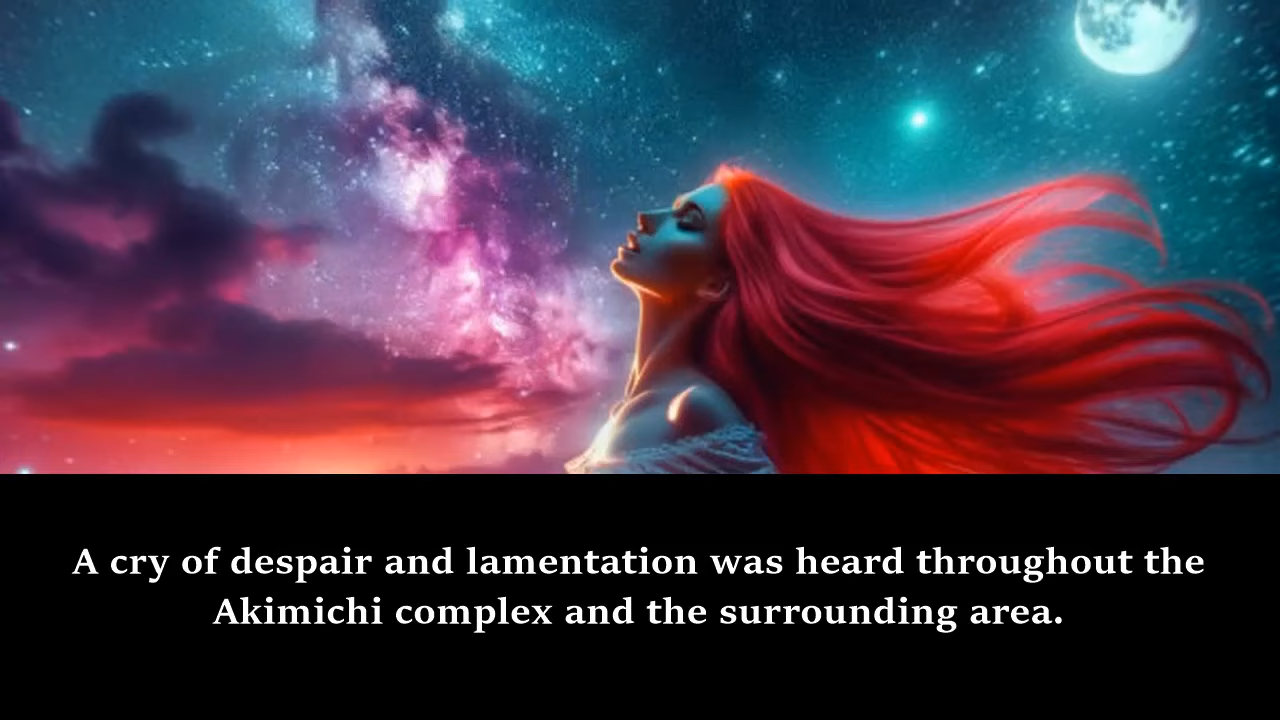 A cry of despair and lamentation was heard throughout the
Akimichi complex and the surrounding area.